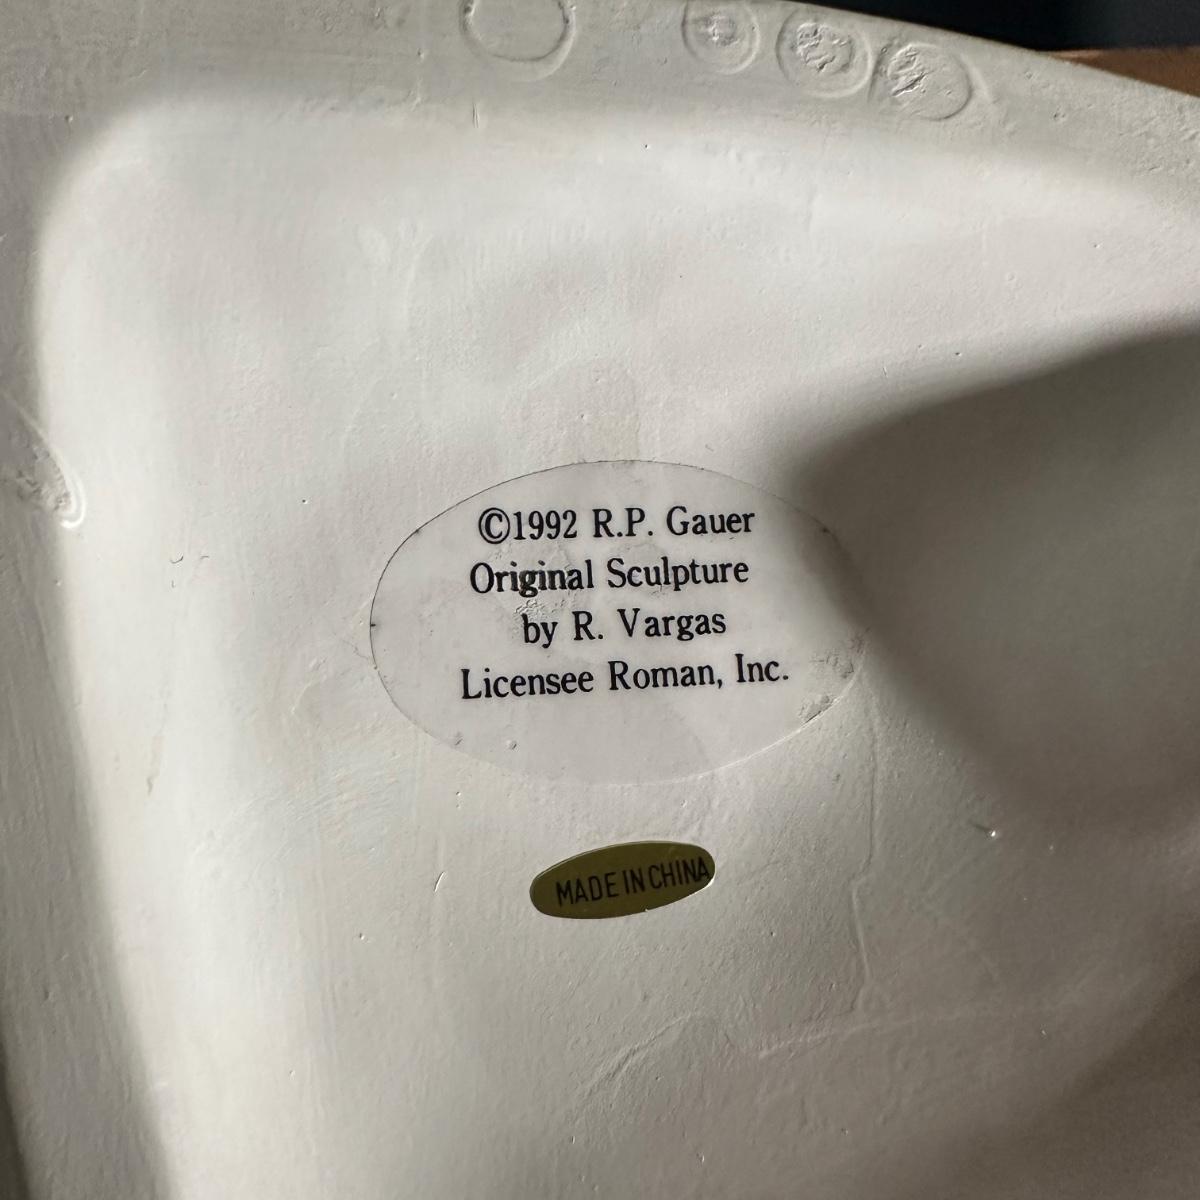 ©1992 R.P. Gauer
Original Sculpture
by R. Vargas
Licensee Roman, Inc.
MADE IN CHINA